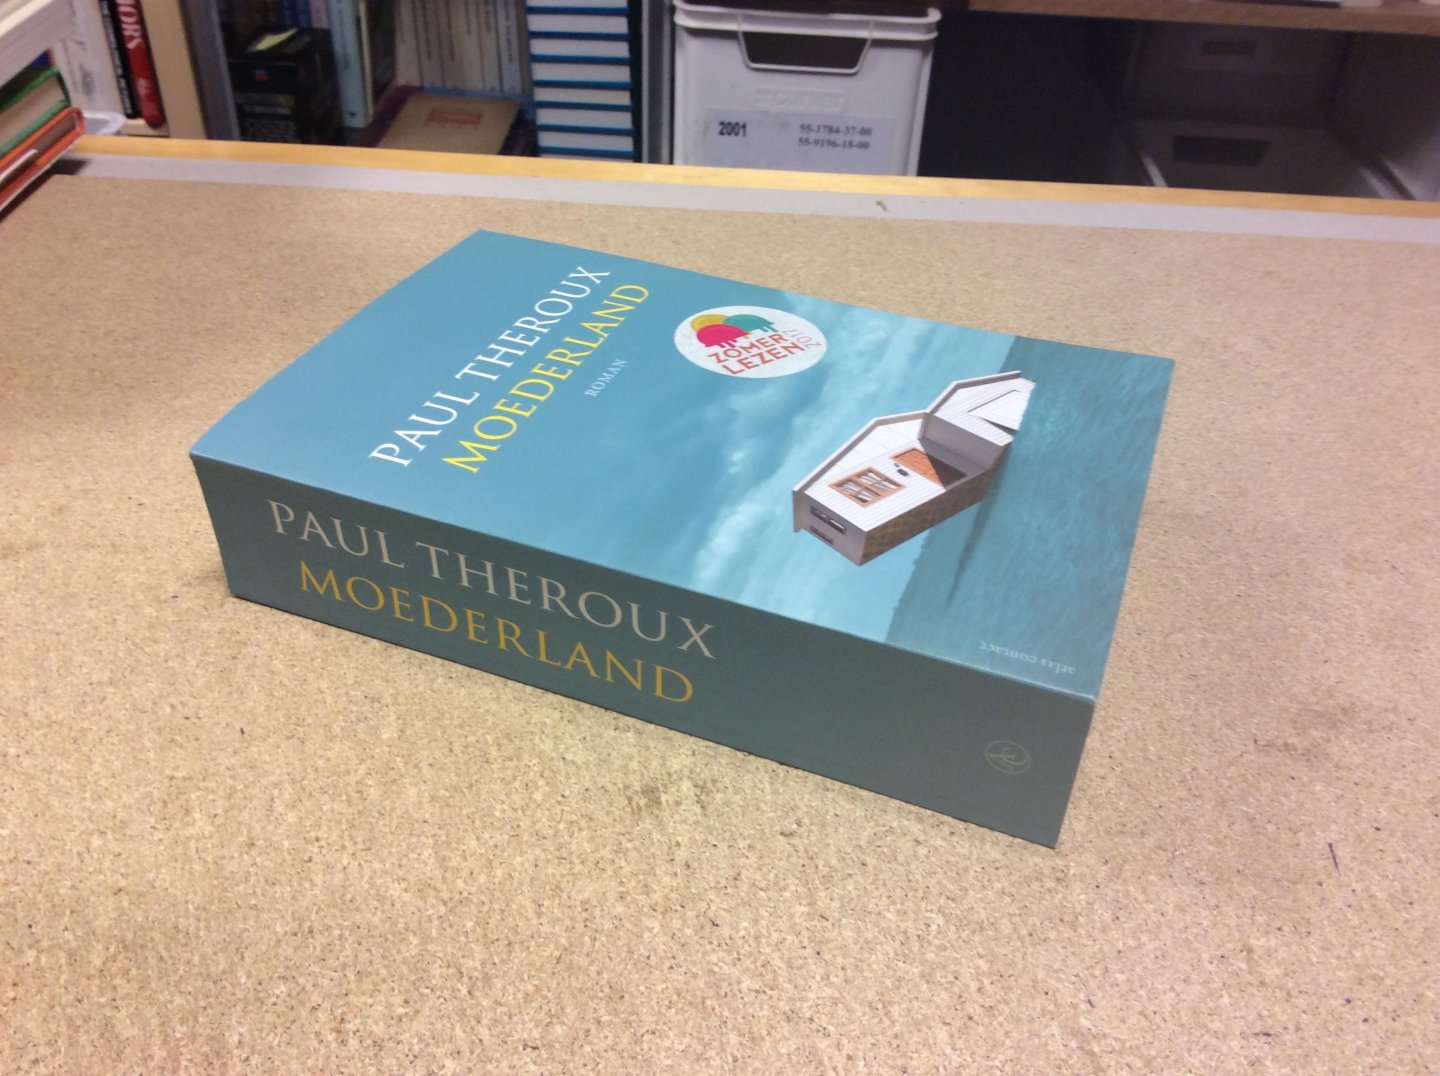 PAUL THEROUX
MOEDERLAND
ROMAN
ZOMER
LEZEN
2017
atlas contact
PAUL THEROUX
MOEDERLAND
2001
55-1784-37-00
55-9196-18-00